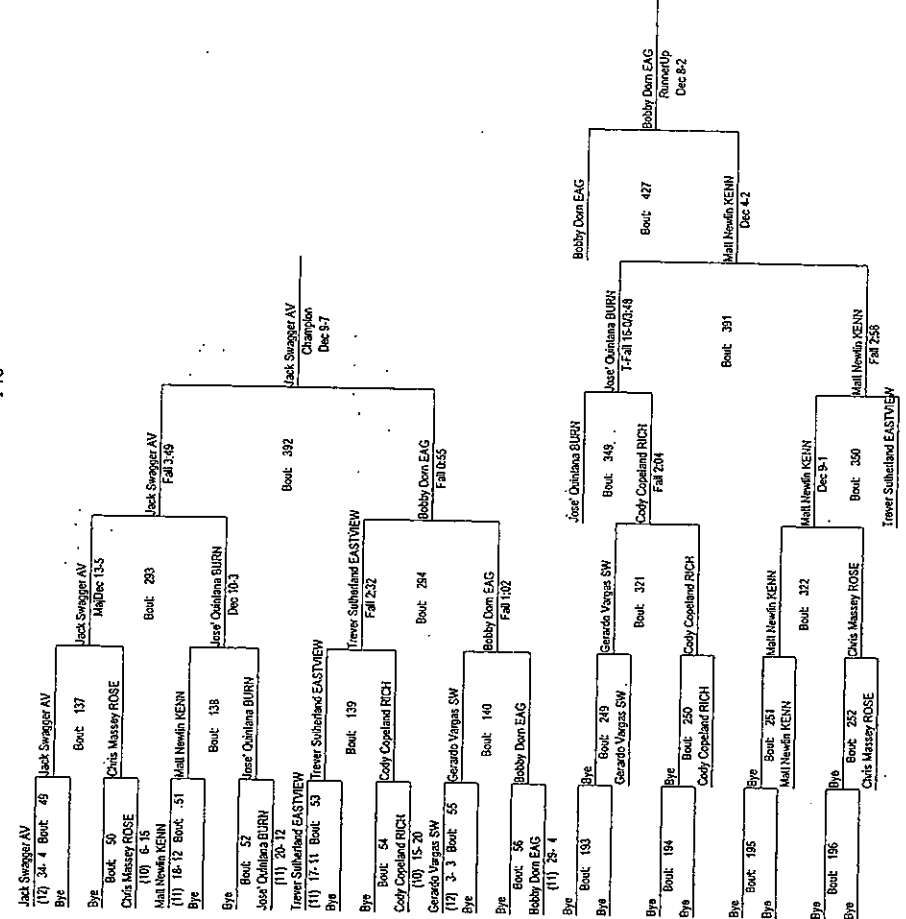 Jack Swagger AV
(12) 34- 4 Bout 49
Bye
Jack Swagger AV
Bout: 137
Bye
Bout: 50
Chris Massey ROSE
(10) 6- 15
Chris Massey ROSE
Jack Swagger AV
MajDec 13-5
Bout: 293
Matt Newlin KENN
(11) 18- 12 Bout: 51
Bye
Matt Newlin KENN
Bout: 138
Bye
Bout: 52
Jose' Quintana BURN
(11) 20- 12
Jose' Quintana BURN
Jose' Quintana BURN
Dec 10-3
Jack Swagger AV
Fall 3:49
Bout: 392
Trever Sutherland EASTVIEW
(11) 17- 11 Bout: 53
Bye
Trever Sutherland EASTVIEW
Bout: 139
Bye
Bout: 54
Cody Copeland RICH
(10) 15- 20
Cody Copeland RICH
Trever Sutherland EASTVIEW
Fall 2:32
Bout: 294
Gerardo Vargas SW
(12) 3- 3 Bout: 55
Bye
Gerardo Vargas SW
Bout: 140
Bye
Bout: 56
Bobby Dorn EAG
(11) 29- 4
Bobby Dorn EAG
Bobby Dorn EAG
Fall 1:02
Bobby Dorn EAG
Fall 0:55
Jack Swagger AV
Champion
Dec 9-7
Bye
Bout: 193
Bye
Bye
Bout: 249
Gerardo Vargas SW
Gerardo Vargas SW
Bout: 321
Bye
Bout: 194
Bye
Bye
Bout: 250
Cody Copeland RICH
Cody Copeland RICH
Jose' Quintana BURN
Bout: 349
Cody Copeland RICH
Fall 2:04
Jose' Quintana BURN
T-Fall 16-0/3:48
Bout: 391
Bye
Bout: 195
Bye
Bye
Bout: 251
Matt Newlin KENN
Matt Newlin KENN
Bout: 322
Bye
Bout: 196
Bye
Bye
Bout: 252
Chris Massey ROSE
Chris Massey ROSE
Matt Newlin KENN
Dec 9-1
Bout: 350
Trever Sutherland EASTVIEW
Matt Newlin KENN
Fall 2:58
Bobby Dorn EAG
Bout: 427
Matt Newlin KENN
Dec 4-2
Bobby Dorn EAG
RunnerUp
Dec 8-2